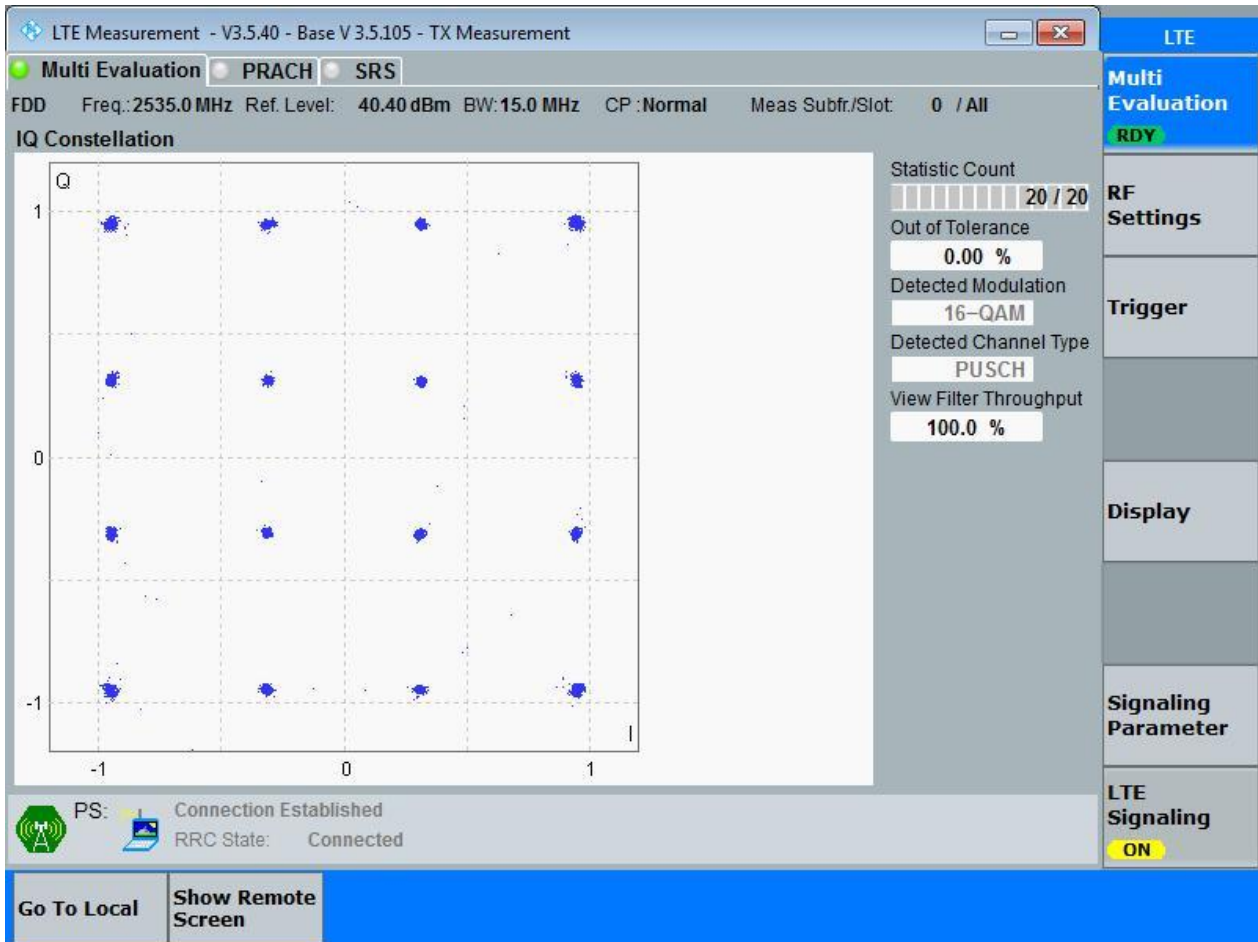 LTE Measurement - V3.5.40 - Base V 3.5.105 - TX Measurement
LTE
Multi Evaluation PRACH SRS
Multi
Evaluation
RDY
FDD Freq.: 2535.0 MHz Ref. Level: 40.40 dBm BW: 15.0 MHz CP : Normal Meas Subfr./Slot: 0 / All
IQ Constellation
Q
1
0
-1
I
-1 0 1
Statistic Count
20 / 20
Out of Tolerance
0.00 %
Detected Modulation
16-QAM
Detected Channel Type
PUSCH
View Filter Throughput
100.0 %
RF
Settings
Trigger
Display
Signaling
Parameter
LTE
Signaling
ON
PS: Connection Established
RRC State: Connected
Go To Local
Show Remote
Screen